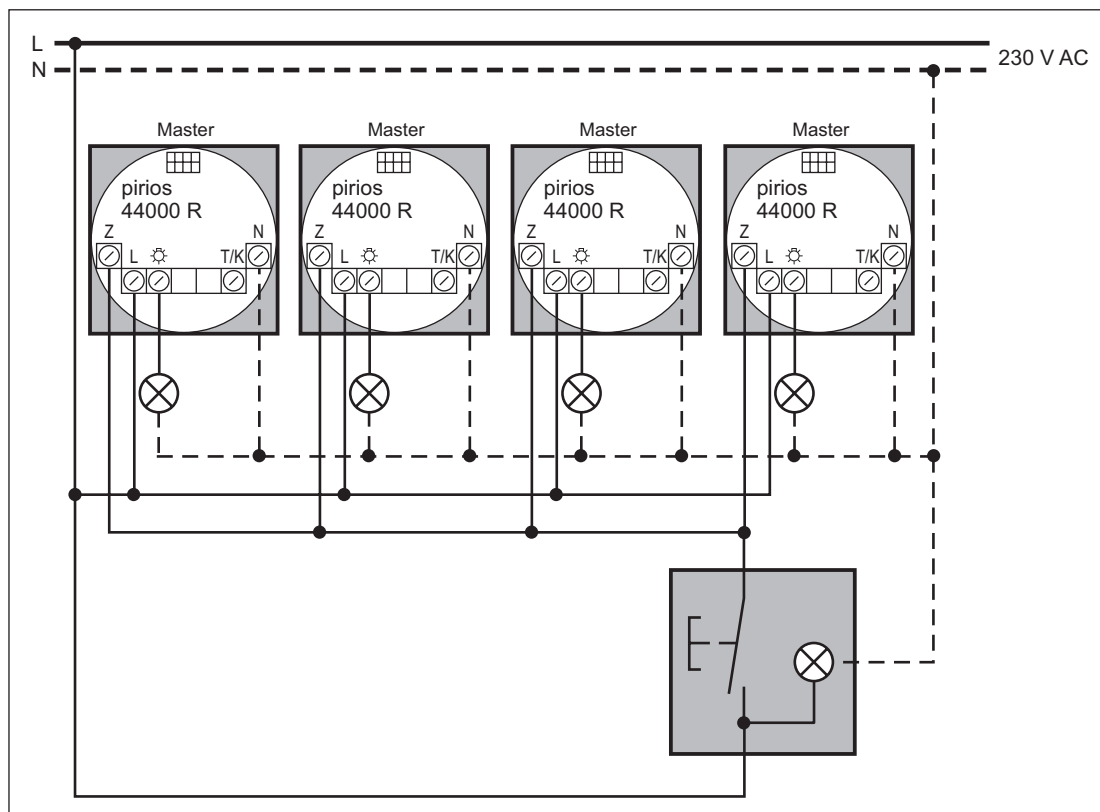 L
N
230 V AC
Master
Master
Master
Master
pirios
44000 R
Z
L
T/K
N
pirios
44000 R
Z
L
T/K
N
pirios
44000 R
Z
L
T/K
N
pirios
44000 R
Z
L
T/K
N